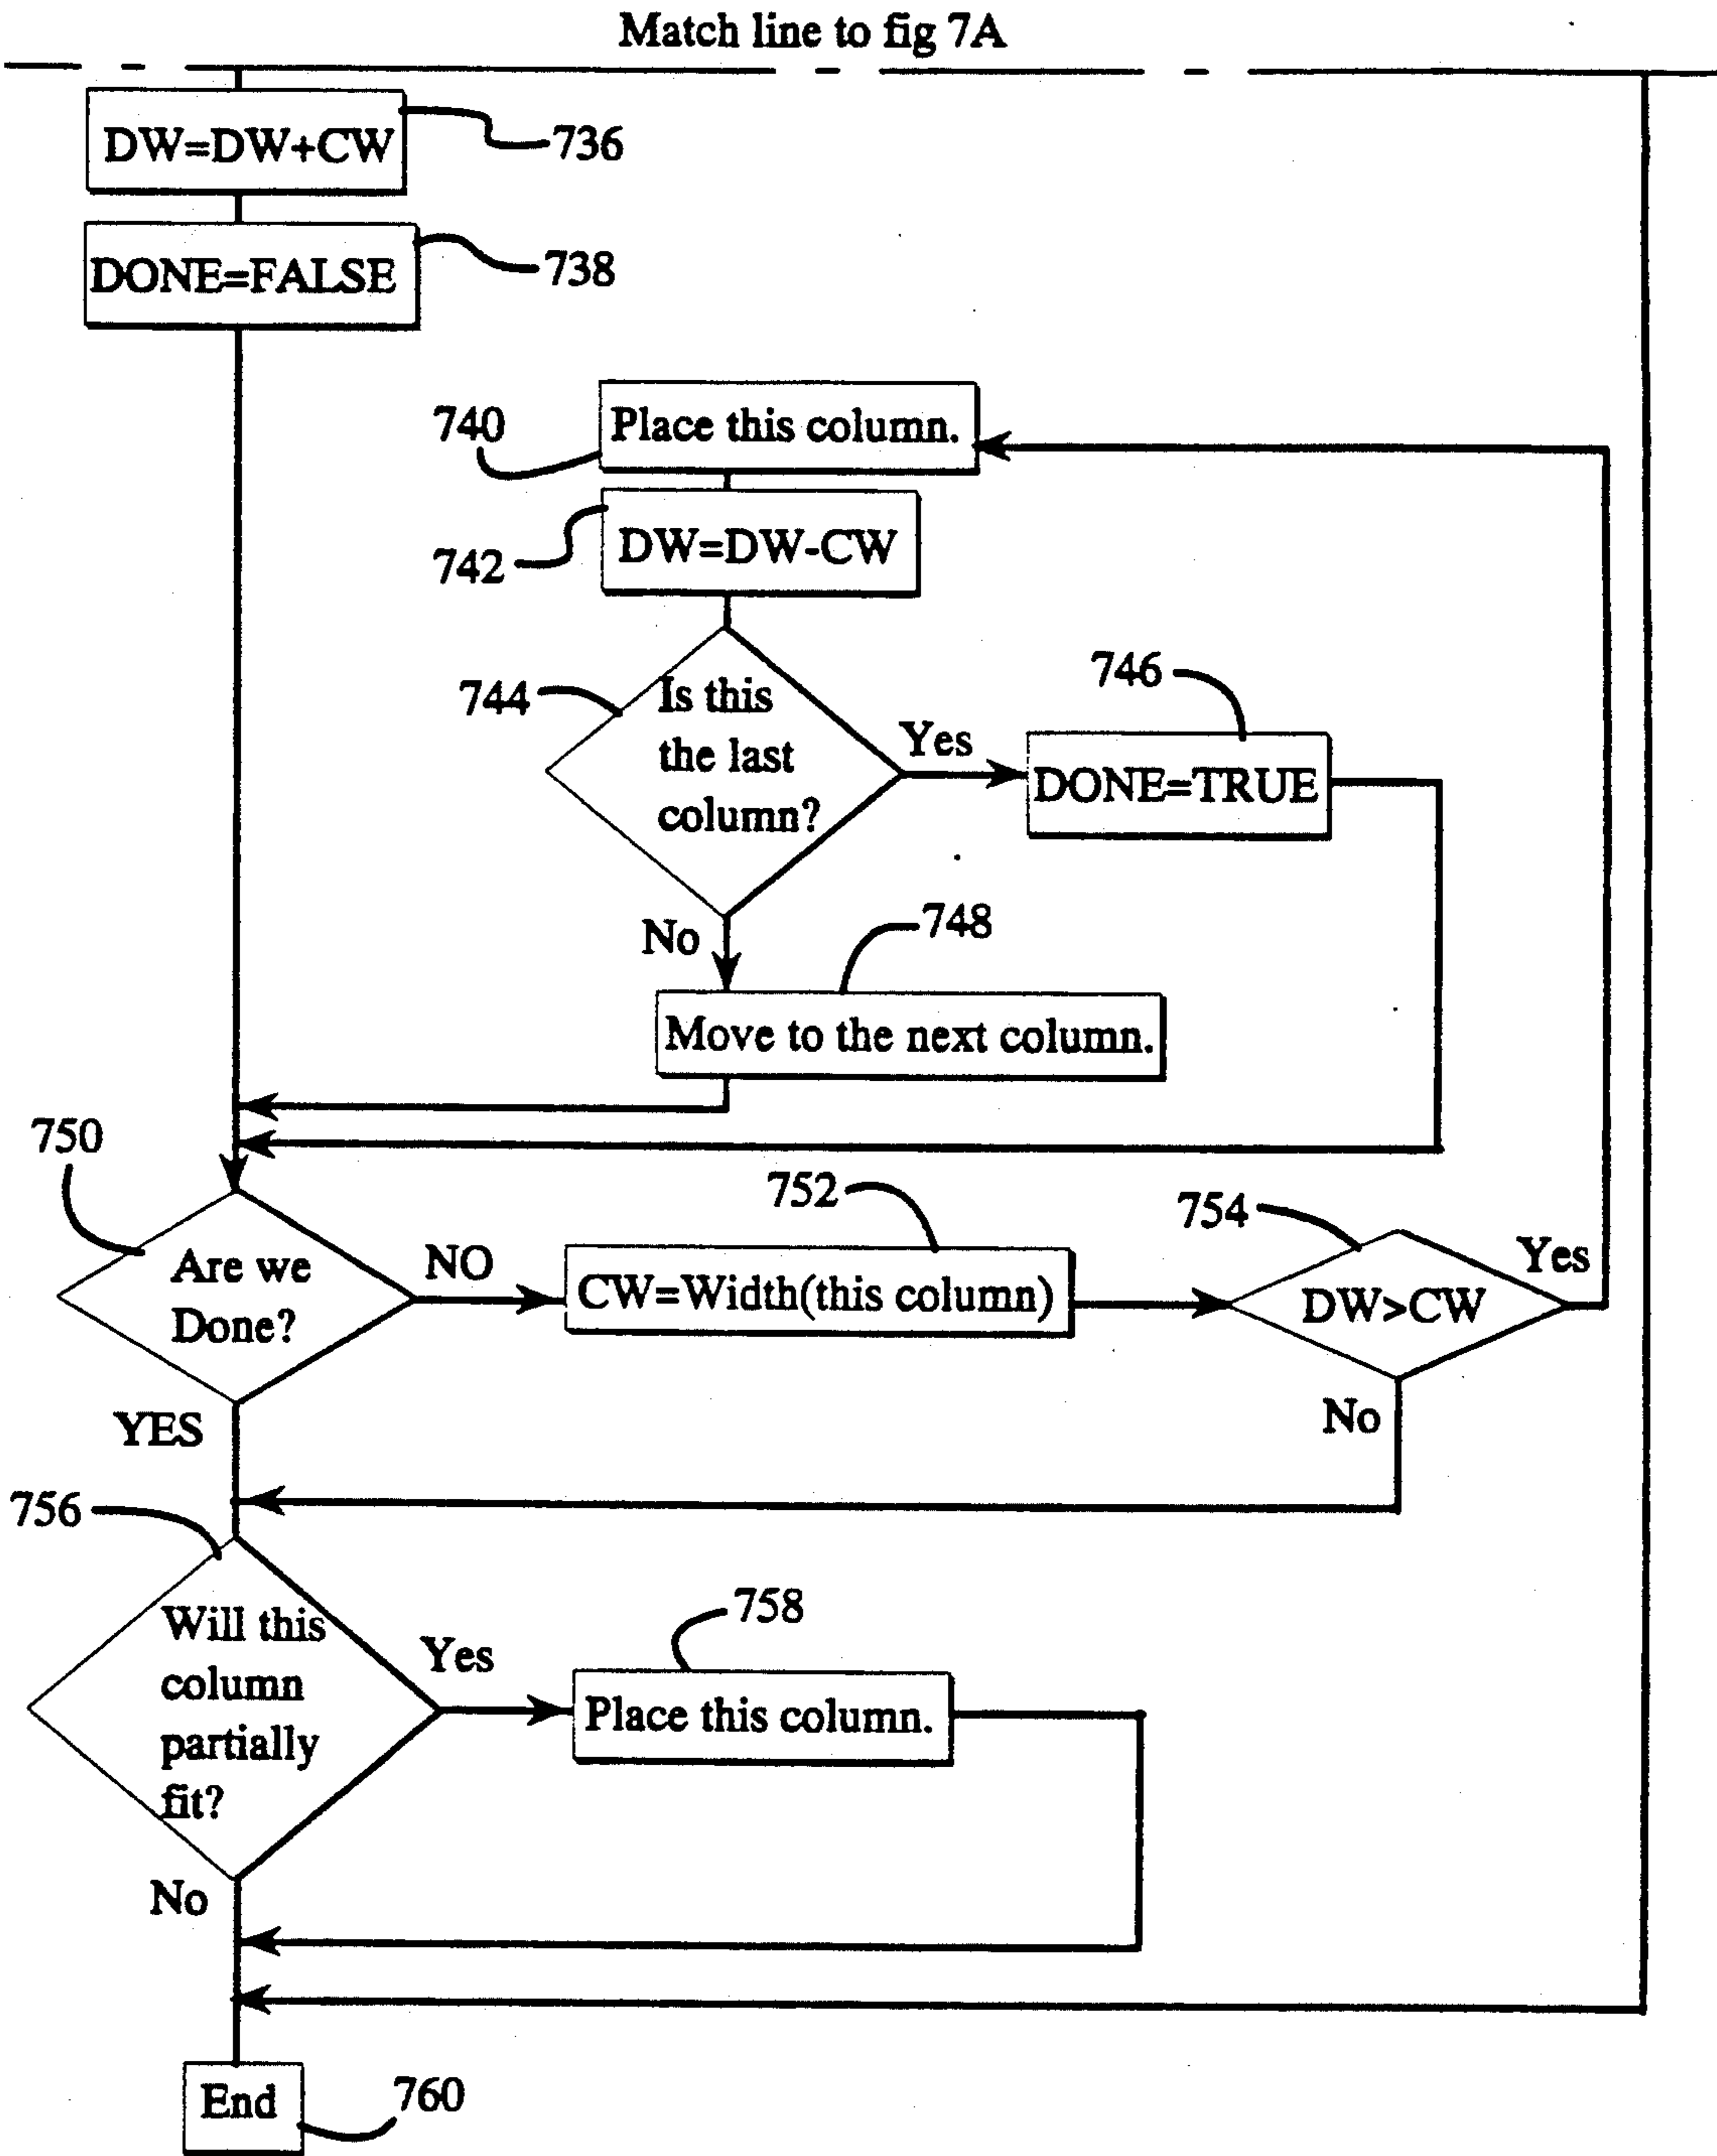 Match line to fig 7A
DW=DW+CW
736
DONE=FALSE
738
740
Place this column.
742
DW=DW-CW
744
Is this
the last
column?
Yes
746
DONE=TRUE
No
748
Move to the next column.
750
Are we
Done?
NO
752
CW=Width(this column)
754
DW>CW
Yes
YES
No
756
Will this
column
partially
fit?
Yes
758
Place this column.
No
End
760